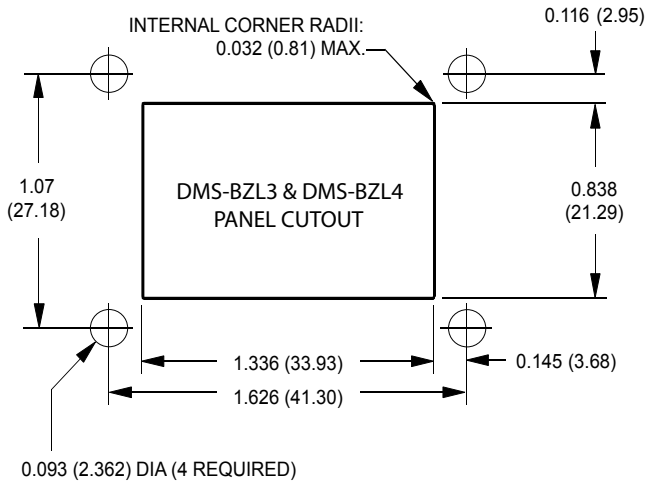 INTERNAL CORNER RADII:
0.032 (0.81) MAX.
0.116 (2.95)
1.07
(27.18)
DMS-BZL3 & DMS-BZL4
PANEL CUTOUT
0.838
(21.29)
1.336 (33.93)
0.145 (3.68)
1.626 (41.30)
0.093 (2.362) DIA (4 REQUIRED)